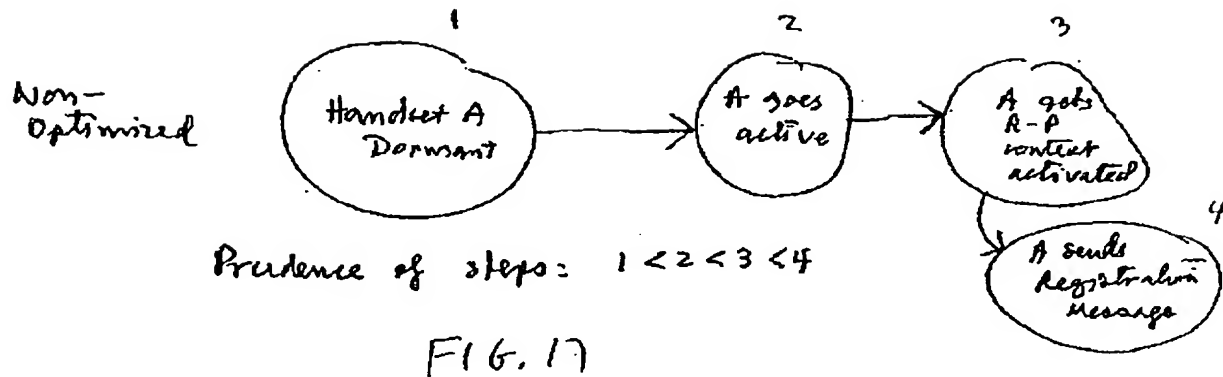 1
2
3
Non-
Optimized
Handset A
Dormant
A goes
active
A gets
R-P
context
activated
4
A sends
Registration
Message
Prudence of steps: 1 < 2 < 3 < 4
FIG. 17